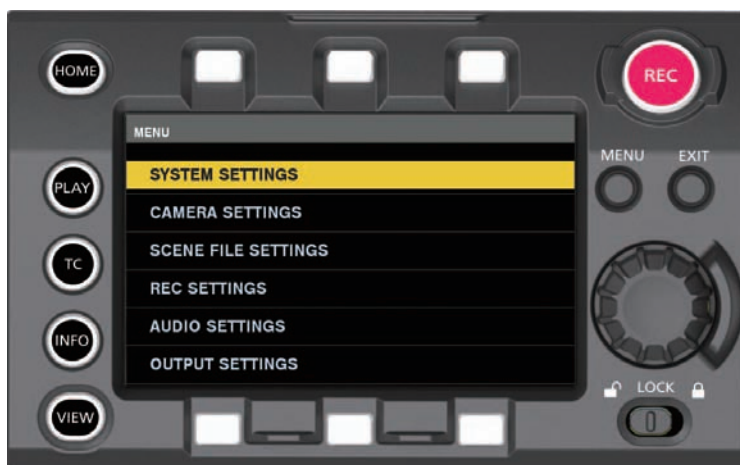 HOME
REC
MENU
MENU EXIT
SYSTEM SETTINGS
PLAY
CAMERA SETTINGS
SCENE FILE SETTINGS
TC
REC SETTINGS
AUDIO SETTINGS
INFO
OUTPUT SETTINGS
LOCK
VIEW